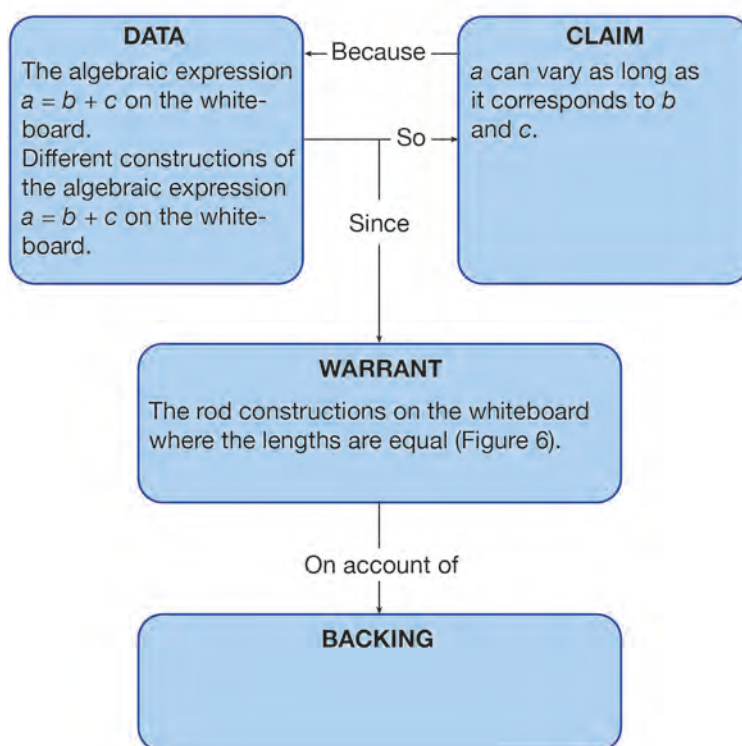 DATA
The algebraic expression
a = b + c on the white-
board.
Different constructions of
the algebraic expression
a = b + c on the white-
board.
Because
So
CLAIM
a can vary as long as
it corresponds to b
and c.
Since
WARRANT
The rod constructions on the whiteboard
where the lengths are equal (Figure 6).
On account of
BACKING